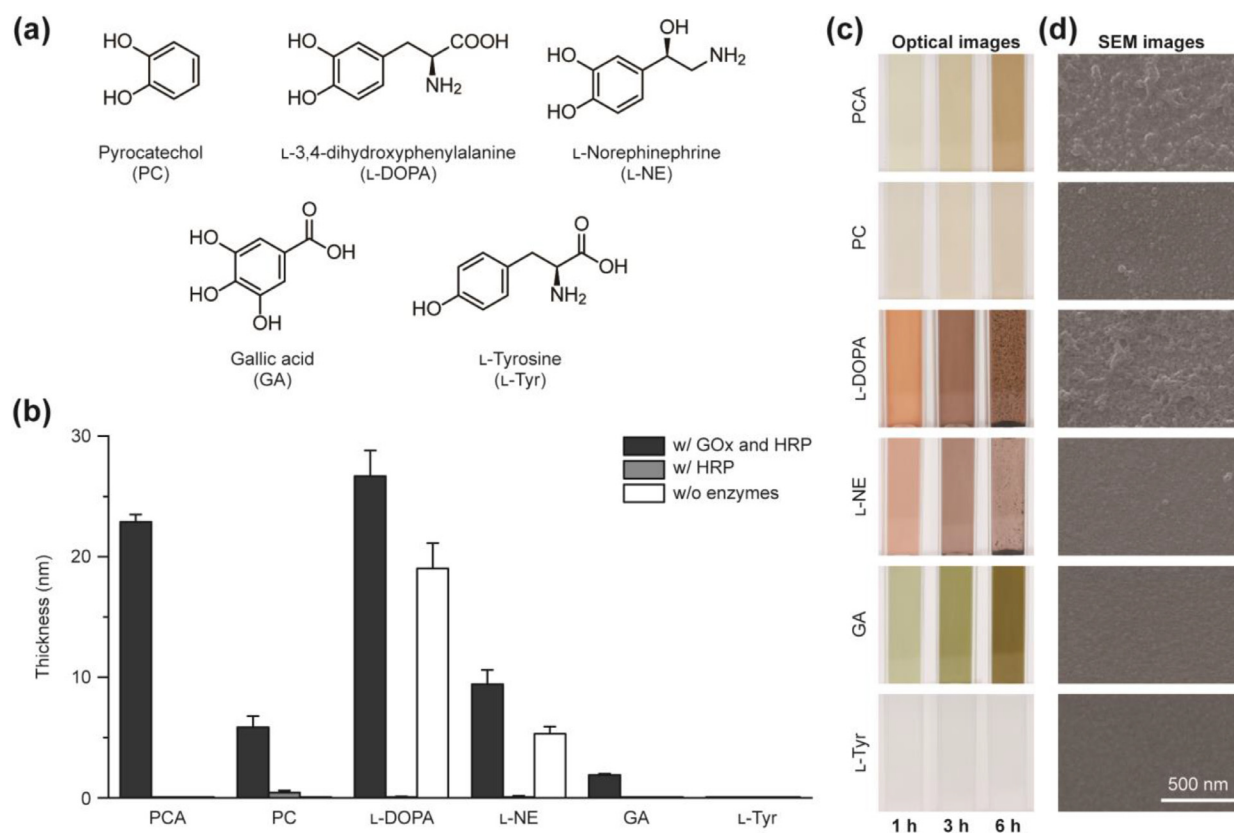 (a)
HO
HO
Pyrocatechol
(PC)
HO
HO
COOH
NH2
L-3,4-dihydroxyphenylalanine
(L-DOPA)
HO
HO
OH
NH2
L-Norephinephrine
(L-NE)
HO
HO
OH
O
OH
Gallic acid
(GA)
HO
O
OH
NH2
L-Tyrosine
(L-Tyr)
(b)
Thickness (nm)
30
20
10
0
w/ GOx and HRP
w/ HRP
w/o enzymes
PCA PC L-DOPA L-NE GA L-Tyr
(c)
Optical images
PCA
PC
L-DOPA
L-NE
GA
L-Tyr
1 h 3 h 6 h
(d)
SEM images
500 nm